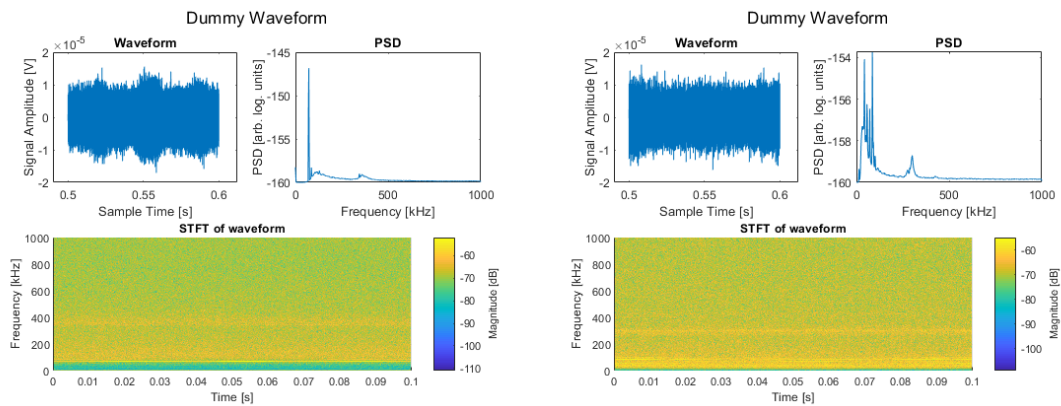 Dummy Waveform
Waveform
PSD
× 10^-5
2
1
0
-1
-2
Signal Amplitude [V]
0.5
0.55
0.6
Sample Time [s]
-145
-150
-155
-160
PSD [arb. log. units]
0
500
1000
Frequency [kHz]
STFT of waveform
1000
800
600
400
200
0
Frequency [kHz]
0 0.01 0.02 0.03 0.04 0.05 0.06 0.07 0.08 0.09 0.1
Time [s]
-60
-70
-80
-90
-100
-110
Magnitude [dB]
Dummy Waveform
Waveform
PSD
× 10^-5
2
1
0
-1
-2
Signal Amplitude [V]
0.5
0.55
0.6
Sample Time [s]
-154
-156
-158
-160
PSD [arb. log. units]
0
500
1000
Frequency [kHz]
STFT of waveform
1000
800
600
400
200
0
Frequency [kHz]
0 0.01 0.02 0.03 0.04 0.05 0.06 0.07 0.08 0.09 0.1
Time [s]
-60
-70
-80
-90
-100
Magnitude [dB]